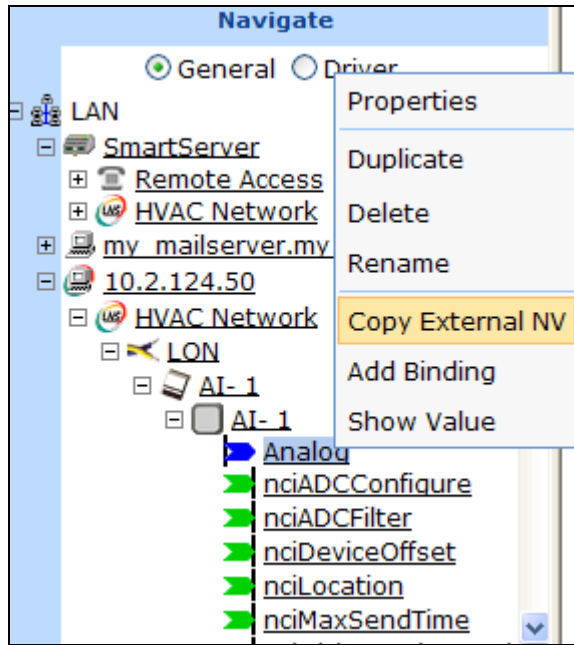 Navigate
General Driver
LAN
SmartServer
Remote Access
HVAC Network
my_mailserver.my_
10.2.124.50
HVAC Network
LON
AI- 1
AI- 1
Analog
nciADCConfigure
nciADCFilter
nciDeviceOffset
nciLocation
nciMaxSendTime
Properties
Duplicate
Delete
Rename
Copy External NV
Add Binding
Show Value